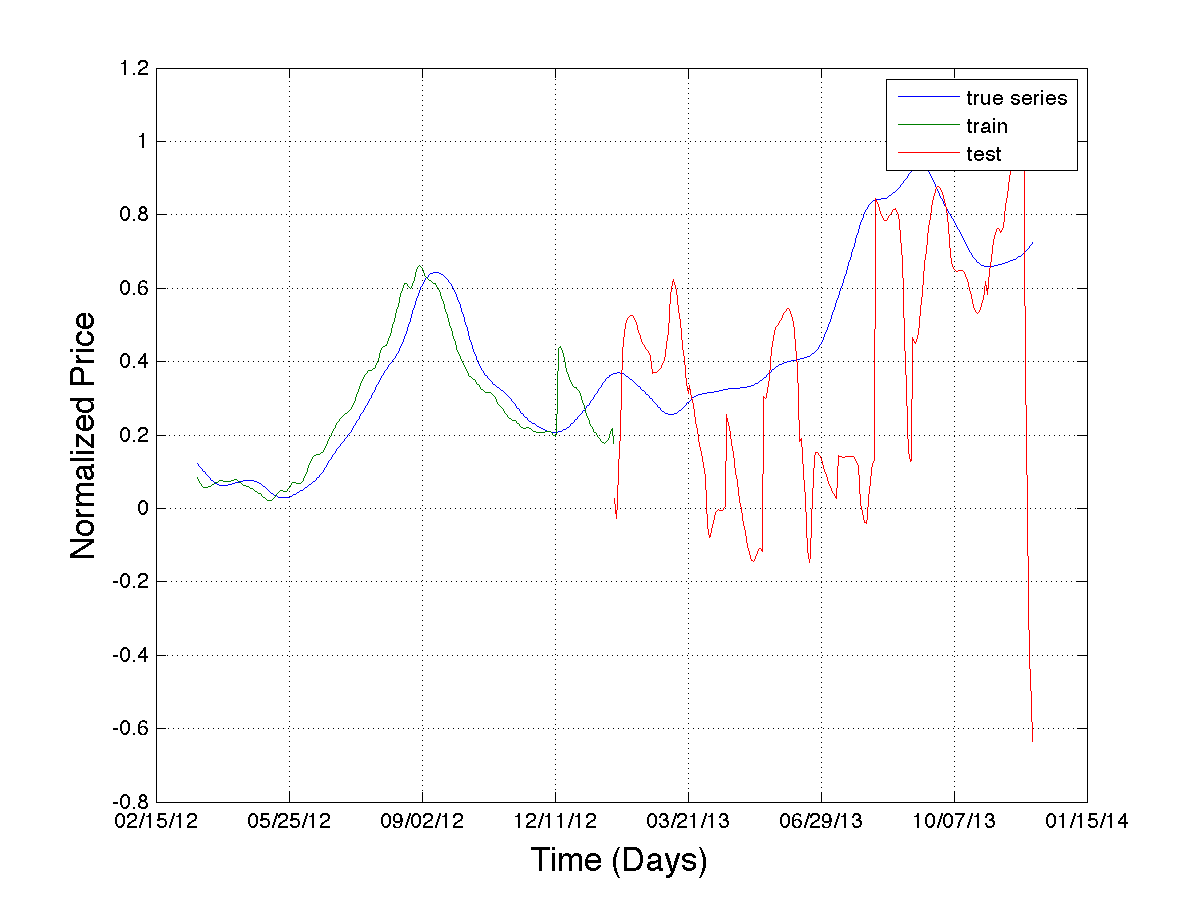 1.2
1
0.8
0.6
0.4
0.2
0
-0.2
-0.4
-0.6
-0.8
Normalized Price
true series
train
test
02/15/12 05/25/12 09/02/12 12/11/12 03/21/13 06/29/13 10/07/13 01/15/14
Time (Days)